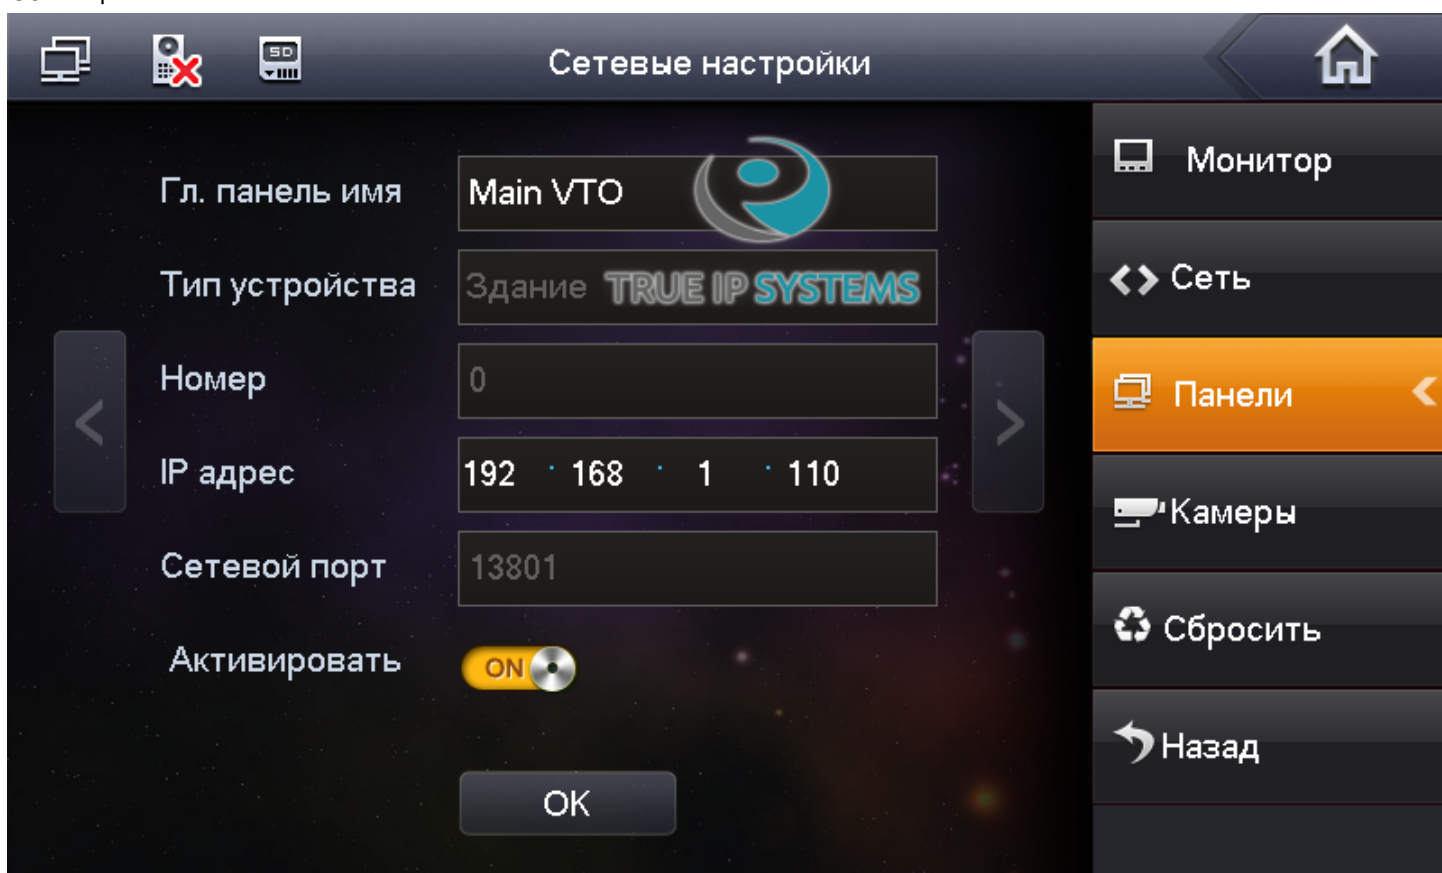 SD
Сетевые настройки
Гл. панель имя
Main VTO
Тип устройства
Здание
TRUE IP SYSTEMS
Номер
0
IP адрес
192 · 168 · 1 · 110
Сетевой порт
13801
Активировать
ON
OK
Монитор
Сеть
Панели
Камеры
Сбросить
Назад